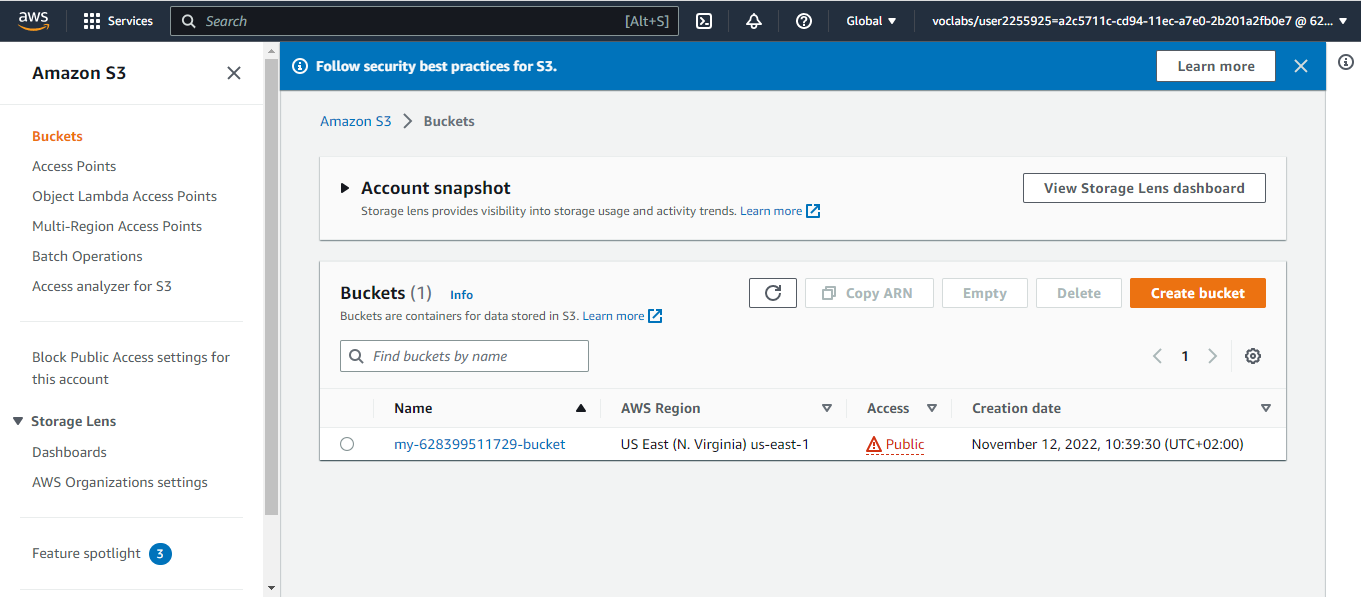 aws Services Search [Alt+S] Global voclabs/user2255925=a2c5711c-cd94-11ec-a7e0-2b201a2fb0e7 @ 62...
Amazon S3
Buckets
Access Points
Object Lambda Access Points
Multi-Region Access Points
Batch Operations
Access analyzer for S3
Block Public Access settings for
this account
Storage Lens
Dashboards
AWS Organizations settings
Feature spotlight 3
Follow security best practices for S3. Learn more
Amazon S3 Buckets
Account snapshot View Storage Lens dashboard
Storage lens provides visibility into storage usage and activity trends. Learn more
Buckets (1) Info Copy ARN Empty Delete Create bucket
Buckets are containers for data stored in S3. Learn more
Find buckets by name 1
Name AWS Region Access Creation date
my-628399511729-bucket US East (N. Virginia) us-east-1 Public November 12, 2022, 10:39:30 (UTC+02:00)